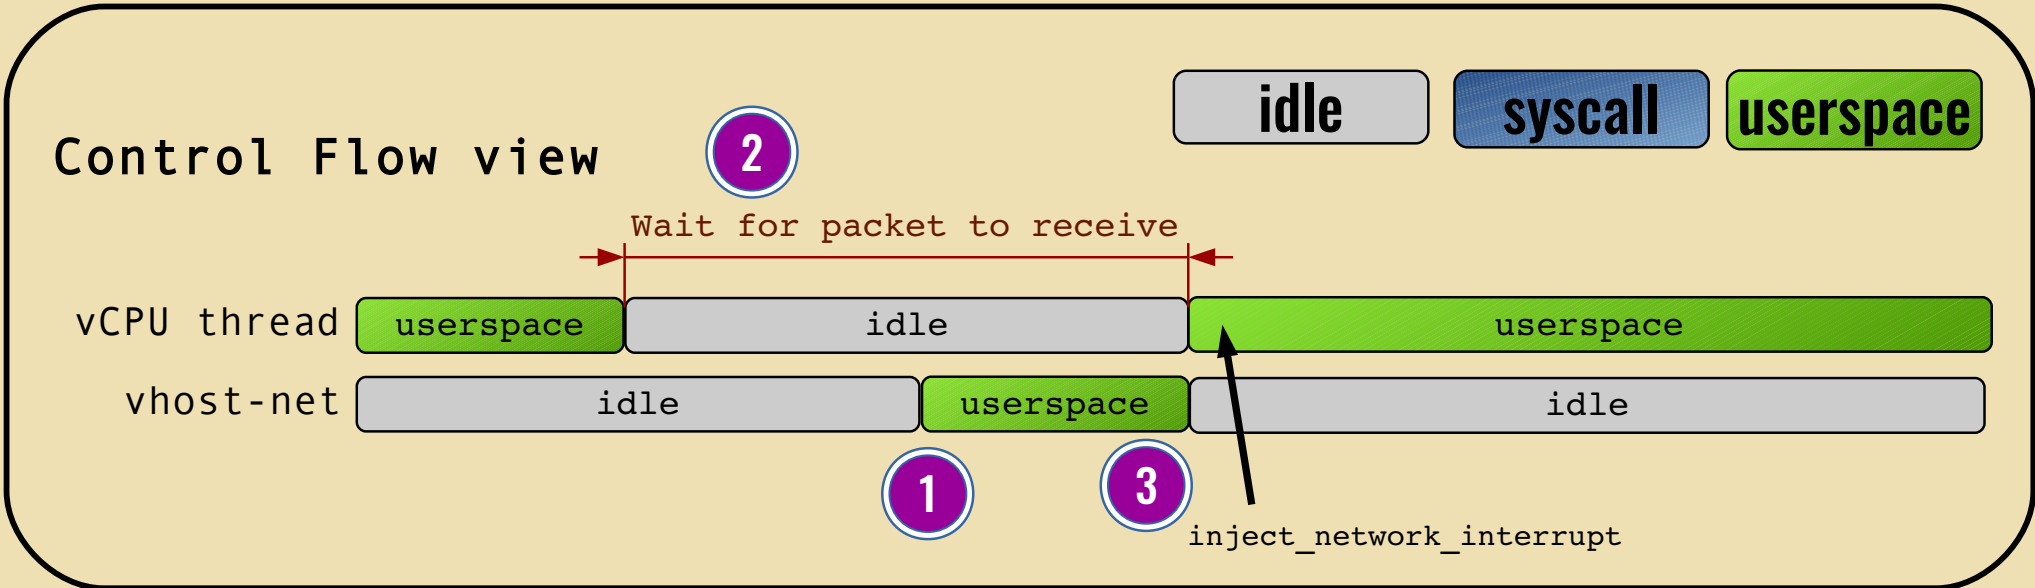 idle syscall userspace
Control Flow view
2
Wait for packet to receive
vCPU thread userspace idle userspace
vhost-net idle userspace idle
1 3
inject_network_interrupt